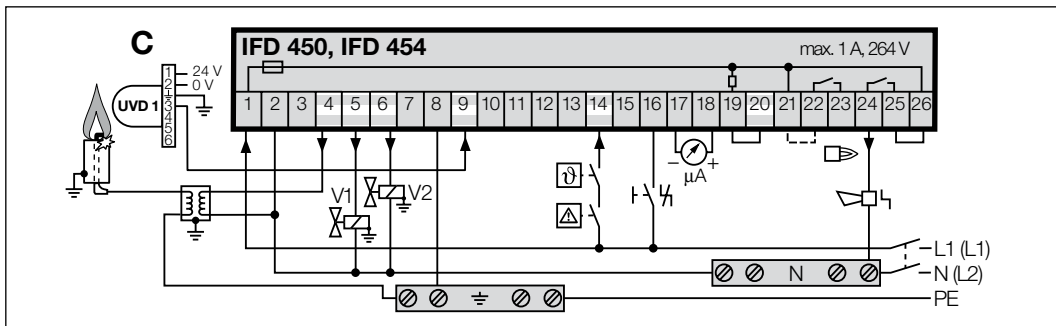 C
IFD 450, IFD 454
max. 1 A, 264 V
1 24 V
2 0 V
3
4
5
6
UVD 1
1 2 3 4 5 6 7 8 9 10 11 12 13 14 15 16 17 18 19 20 21 22 23 24 25 26
ϑ
- +
µA
V1
V2
L1 (L1)
N
N (L2)
PE